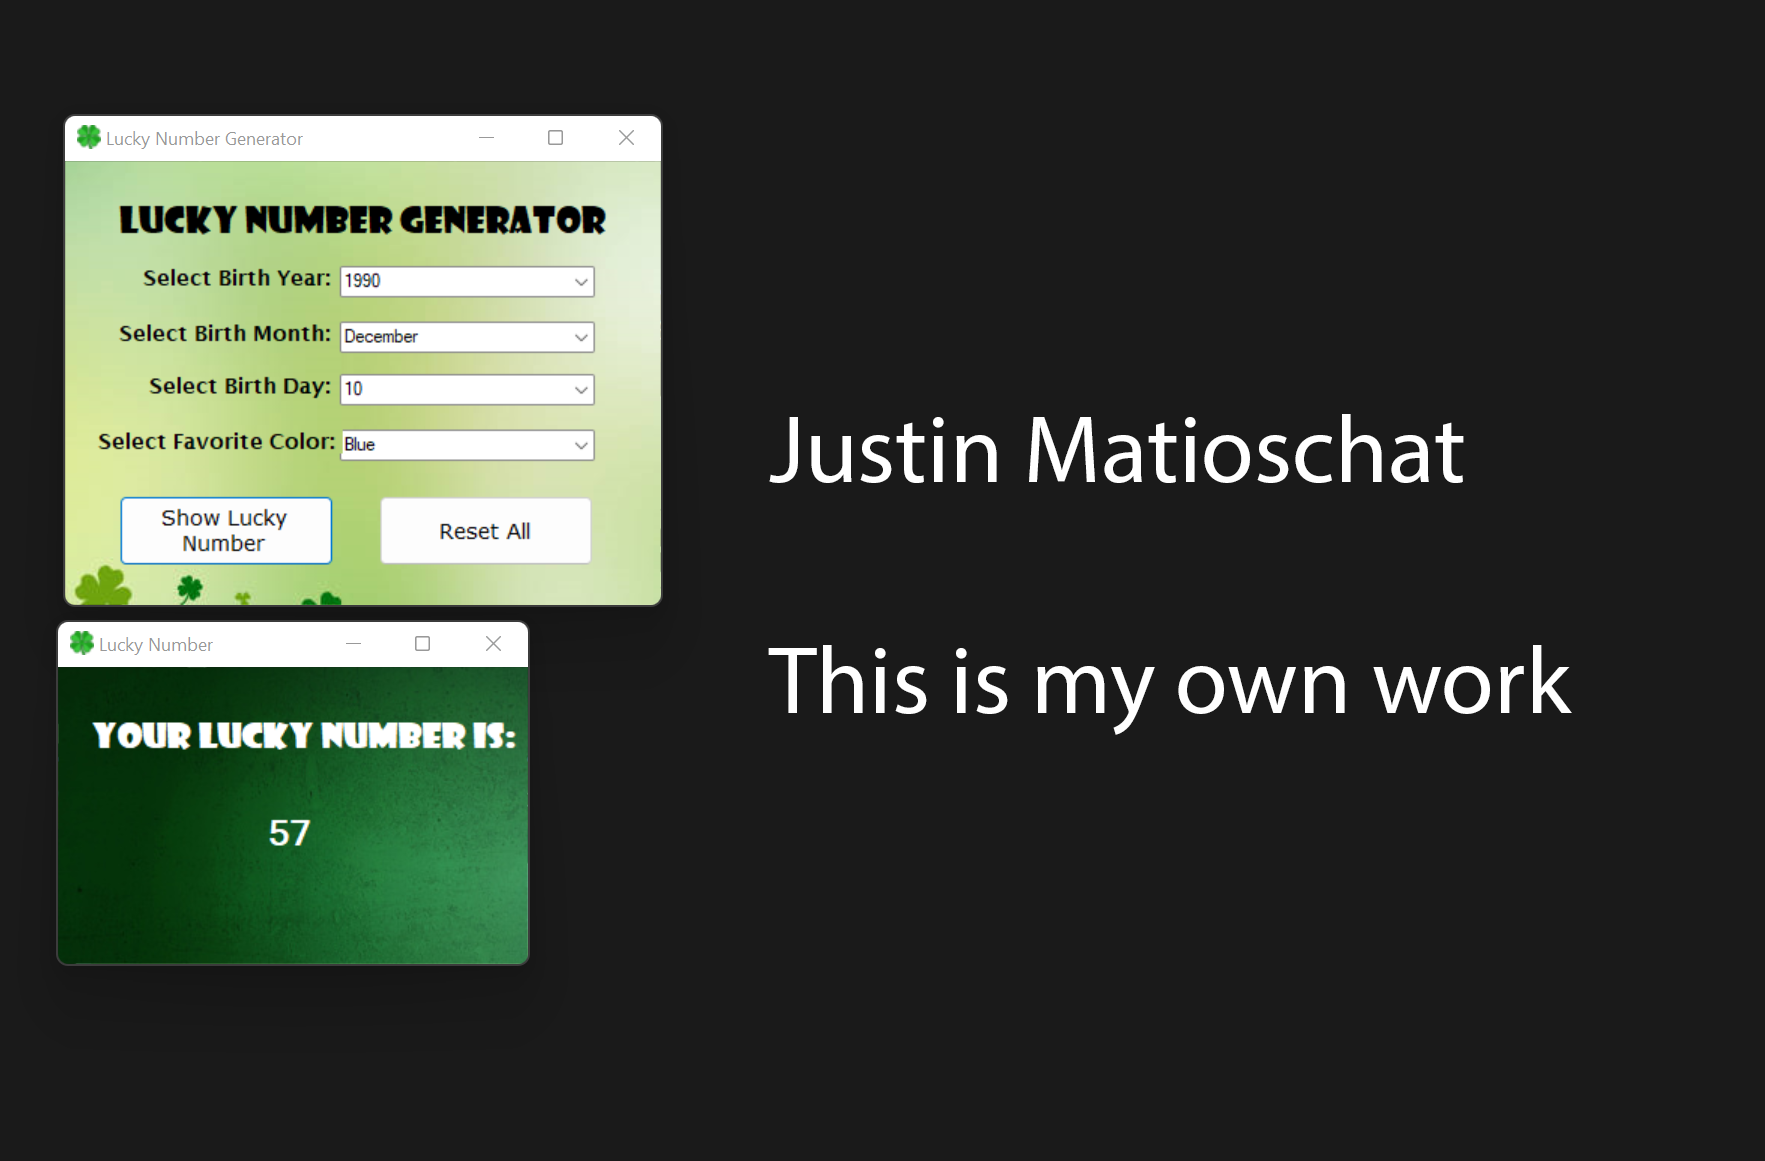 Lucky Number Generator
LUCKY NUMBER GENERATOR
Select Birth Year: 1990
Select Birth Month: December
Select Birth Day: 10
Select Favorite Color: Blue
Show Lucky
Number
Reset All
Lucky Number
YOUR LUCKY NUMBER IS:
57
Justin Matioschat
This is my own work